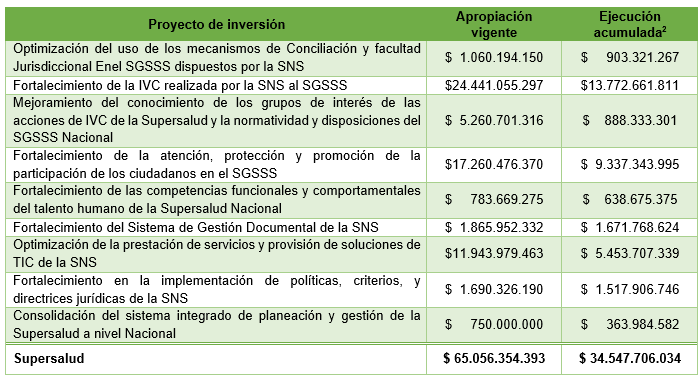 Proyecto de inversión Apropiación vigente Ejecución acumulada2
Optimización del uso de los mecanismos de Conciliación y facultad
Jurisdiccional Enel SGSSS dispuestos por la SNS $ 1.060.194.150 $ 903.321.267
Fortalecimiento de la IVC realizada por la SNS al SGSSS $24.441.055.297 $13.772.661.811
Mejoramiento del conocimiento de los grupos de interés de las
acciones de IVC de la Supersalud y la normatividad y disposiciones del $ 5.260.701.316 $ 888.333.301
SGSSS Nacional
Fortalecimiento de la atención, protección y promoción de la
participación de los ciudadanos en el SGSSS $17.260.476.370 $ 9.337.343.995
Fortalecimiento de las competencias funcionales y comportamentales
del talento humano de la Supersalud Nacional $ 783.669.275 $ 638.675.375
Fortalecimiento del Sistema de Gestión Documental de la SNS $ 1.865.952.332 $ 1.671.768.624
Optimización de la prestación de servicios y provisión de soluciones de
TIC de la SNS $11.943.979.463 $ 5.453.707.339
Fortalecimiento en la implementación de políticas, criterios, y
directrices jurídicas de la SNS $ 1.690.326.190 $ 1.517.906.746
Consolidación del sistema integrado de planeación y gestión de la
Supersalud a nivel Nacional $ 750.000.000 $ 363.984.582
Supersalud $ 65.056.354.393 $ 34.547.706.034